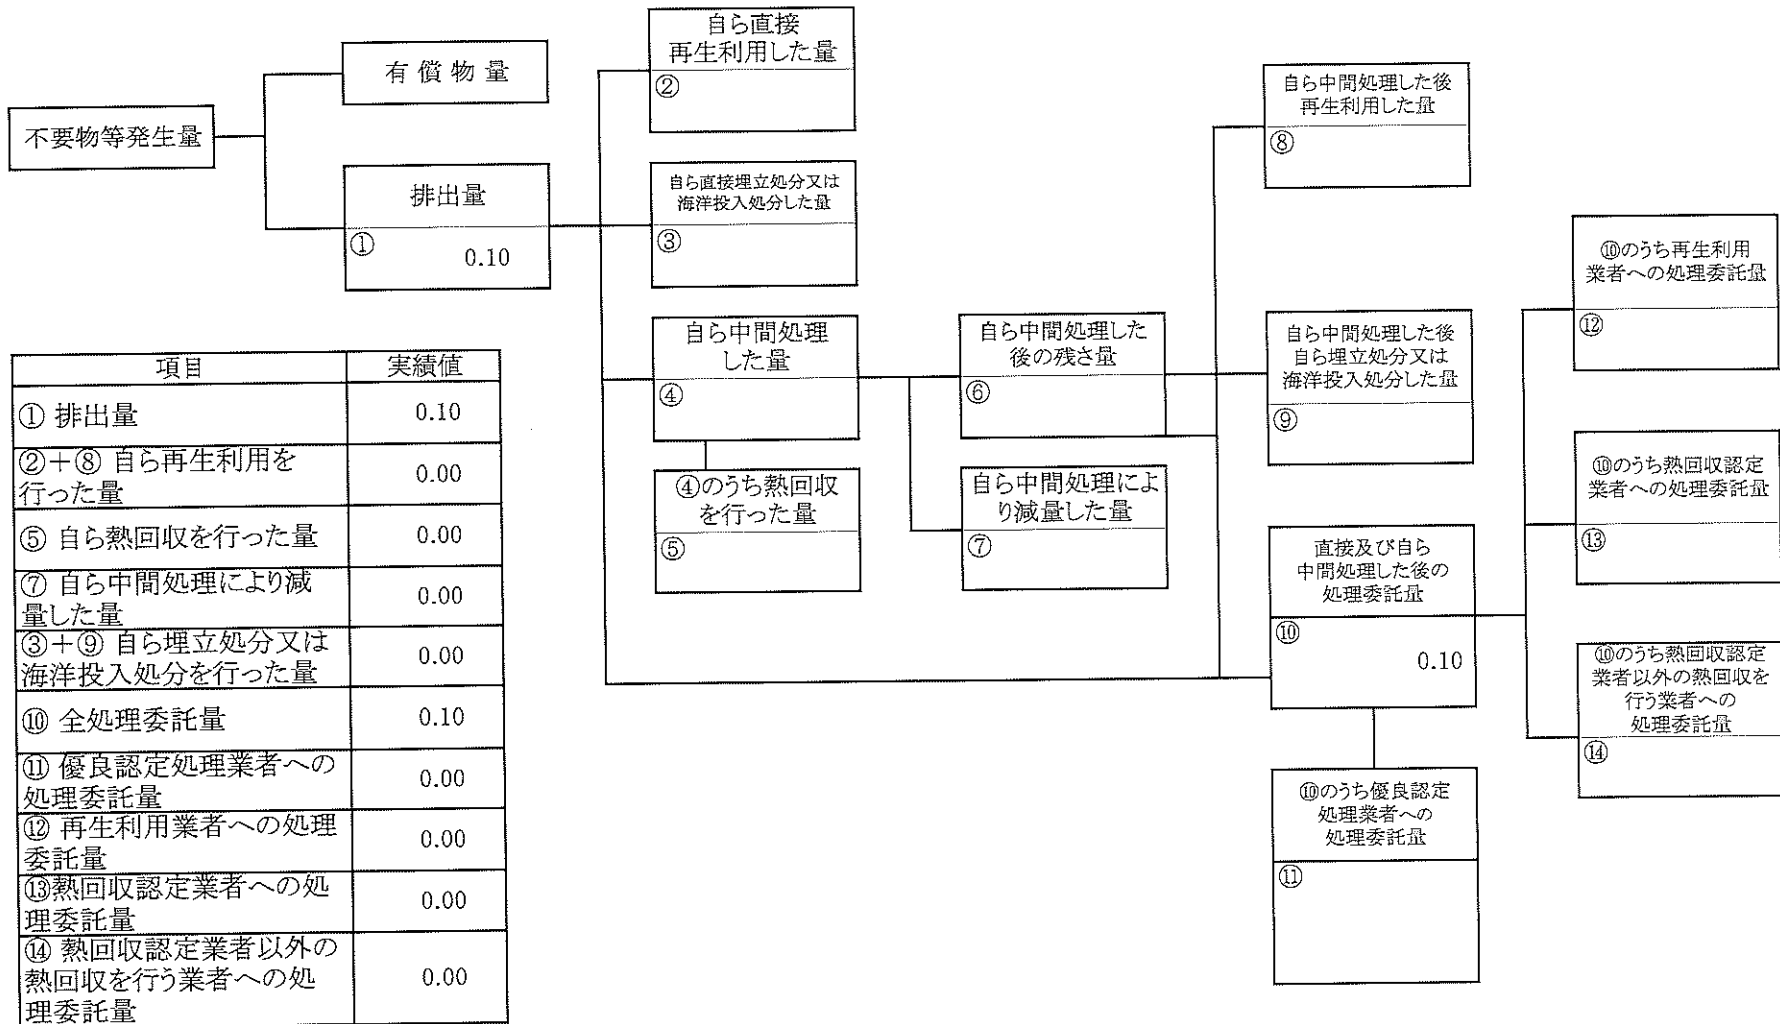 不要物等発生量
有償物量
排出量
①
0.10
自ら直接
再生利用した量
②
自ら直接埋立処分又は
海洋投入処分した量
③
自ら中間処理
した量
④
④のうち熱回収
を行った量
⑤
自ら中間処理した
後の残さ量
⑥
自ら中間処理によ
り減量した量
⑦
自ら中間処理した後
再生利用した量
⑧
自ら中間処理した後
自ら埋立処分又は
海洋投入処分した量
⑨
直接及び自ら
中間処理した後の
処理委託量
⑩
0.10
⑩のうち優良認定
処理業者への
処理委託量
⑪
⑩のうち再生利用
業者への処理委託量
⑫
⑩のうち熱回収認定
業者への処理委託量
⑬
⑩のうち熱回収認定
業者以外の熱回収を
行う業者への
処理委託量
⑭
項目 実績値
① 排出量 0.10
②+⑧ 自ら再生利用を
行った量 0.00
⑤ 自ら熱回収を行った量 0.00
⑦ 自ら中間処理により減
量した量 0.00
③+⑨ 自ら埋立処分又は
海洋投入処分を行った量 0.00
⑩ 全処理委託量 0.10
⑪ 優良認定処理業者への
処理委託量 0.00
⑫ 再生利用業者への処理
委託量 0.00
⑬熱回収認定業者への処
理委託量 0.00
⑭ 熱回収認定業者以外の
熱回収を行う業者への処
理委託量 0.00